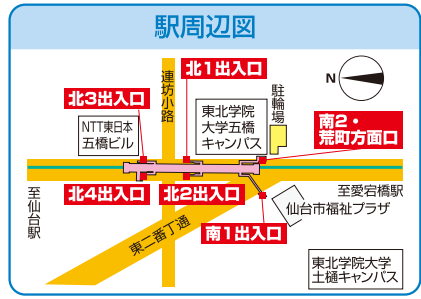 駅周辺図
北1出入口
連坊小路
北3出入口
NTT東日本
五橋ビル
東北学院
大学五橋
キャンパス
駐輪場
N
南2・
荒町方面口
至仙台駅
北4出入口
北2出入口
至愛宕橋駅
仙台市福祉プラザ
南1出入口
東二番丁通
東北学院大学
土樋キャンパス